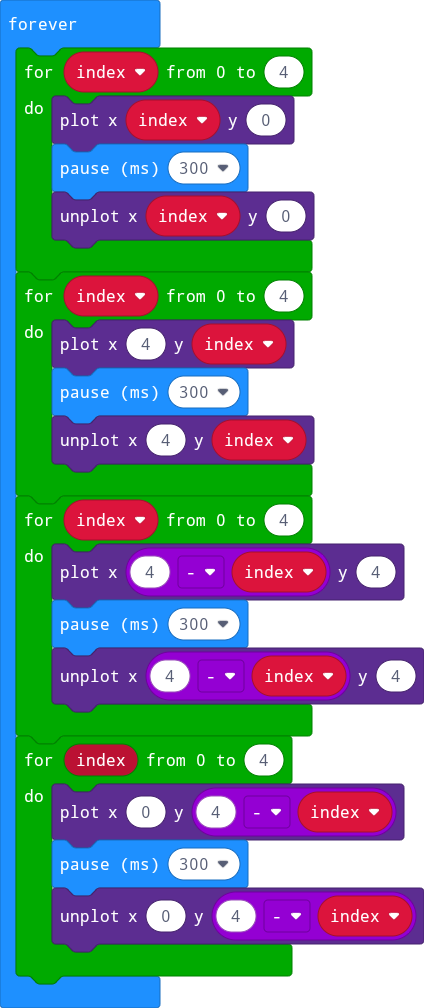 forever
for index from 0 to 4
do
plot x index y 0
pause (ms) 300
unplot x index y 0
for index from 0 to 4
do
plot x 4 y index
pause (ms) 300
unplot x 4 y index
for index from 0 to 4
do
plot x 4 - index y 4
pause (ms) 300
unplot x 4 - index y 4
for index from 0 to 4
do
plot x 0 y 4 - index
pause (ms) 300
unplot x 0 y 4 - index